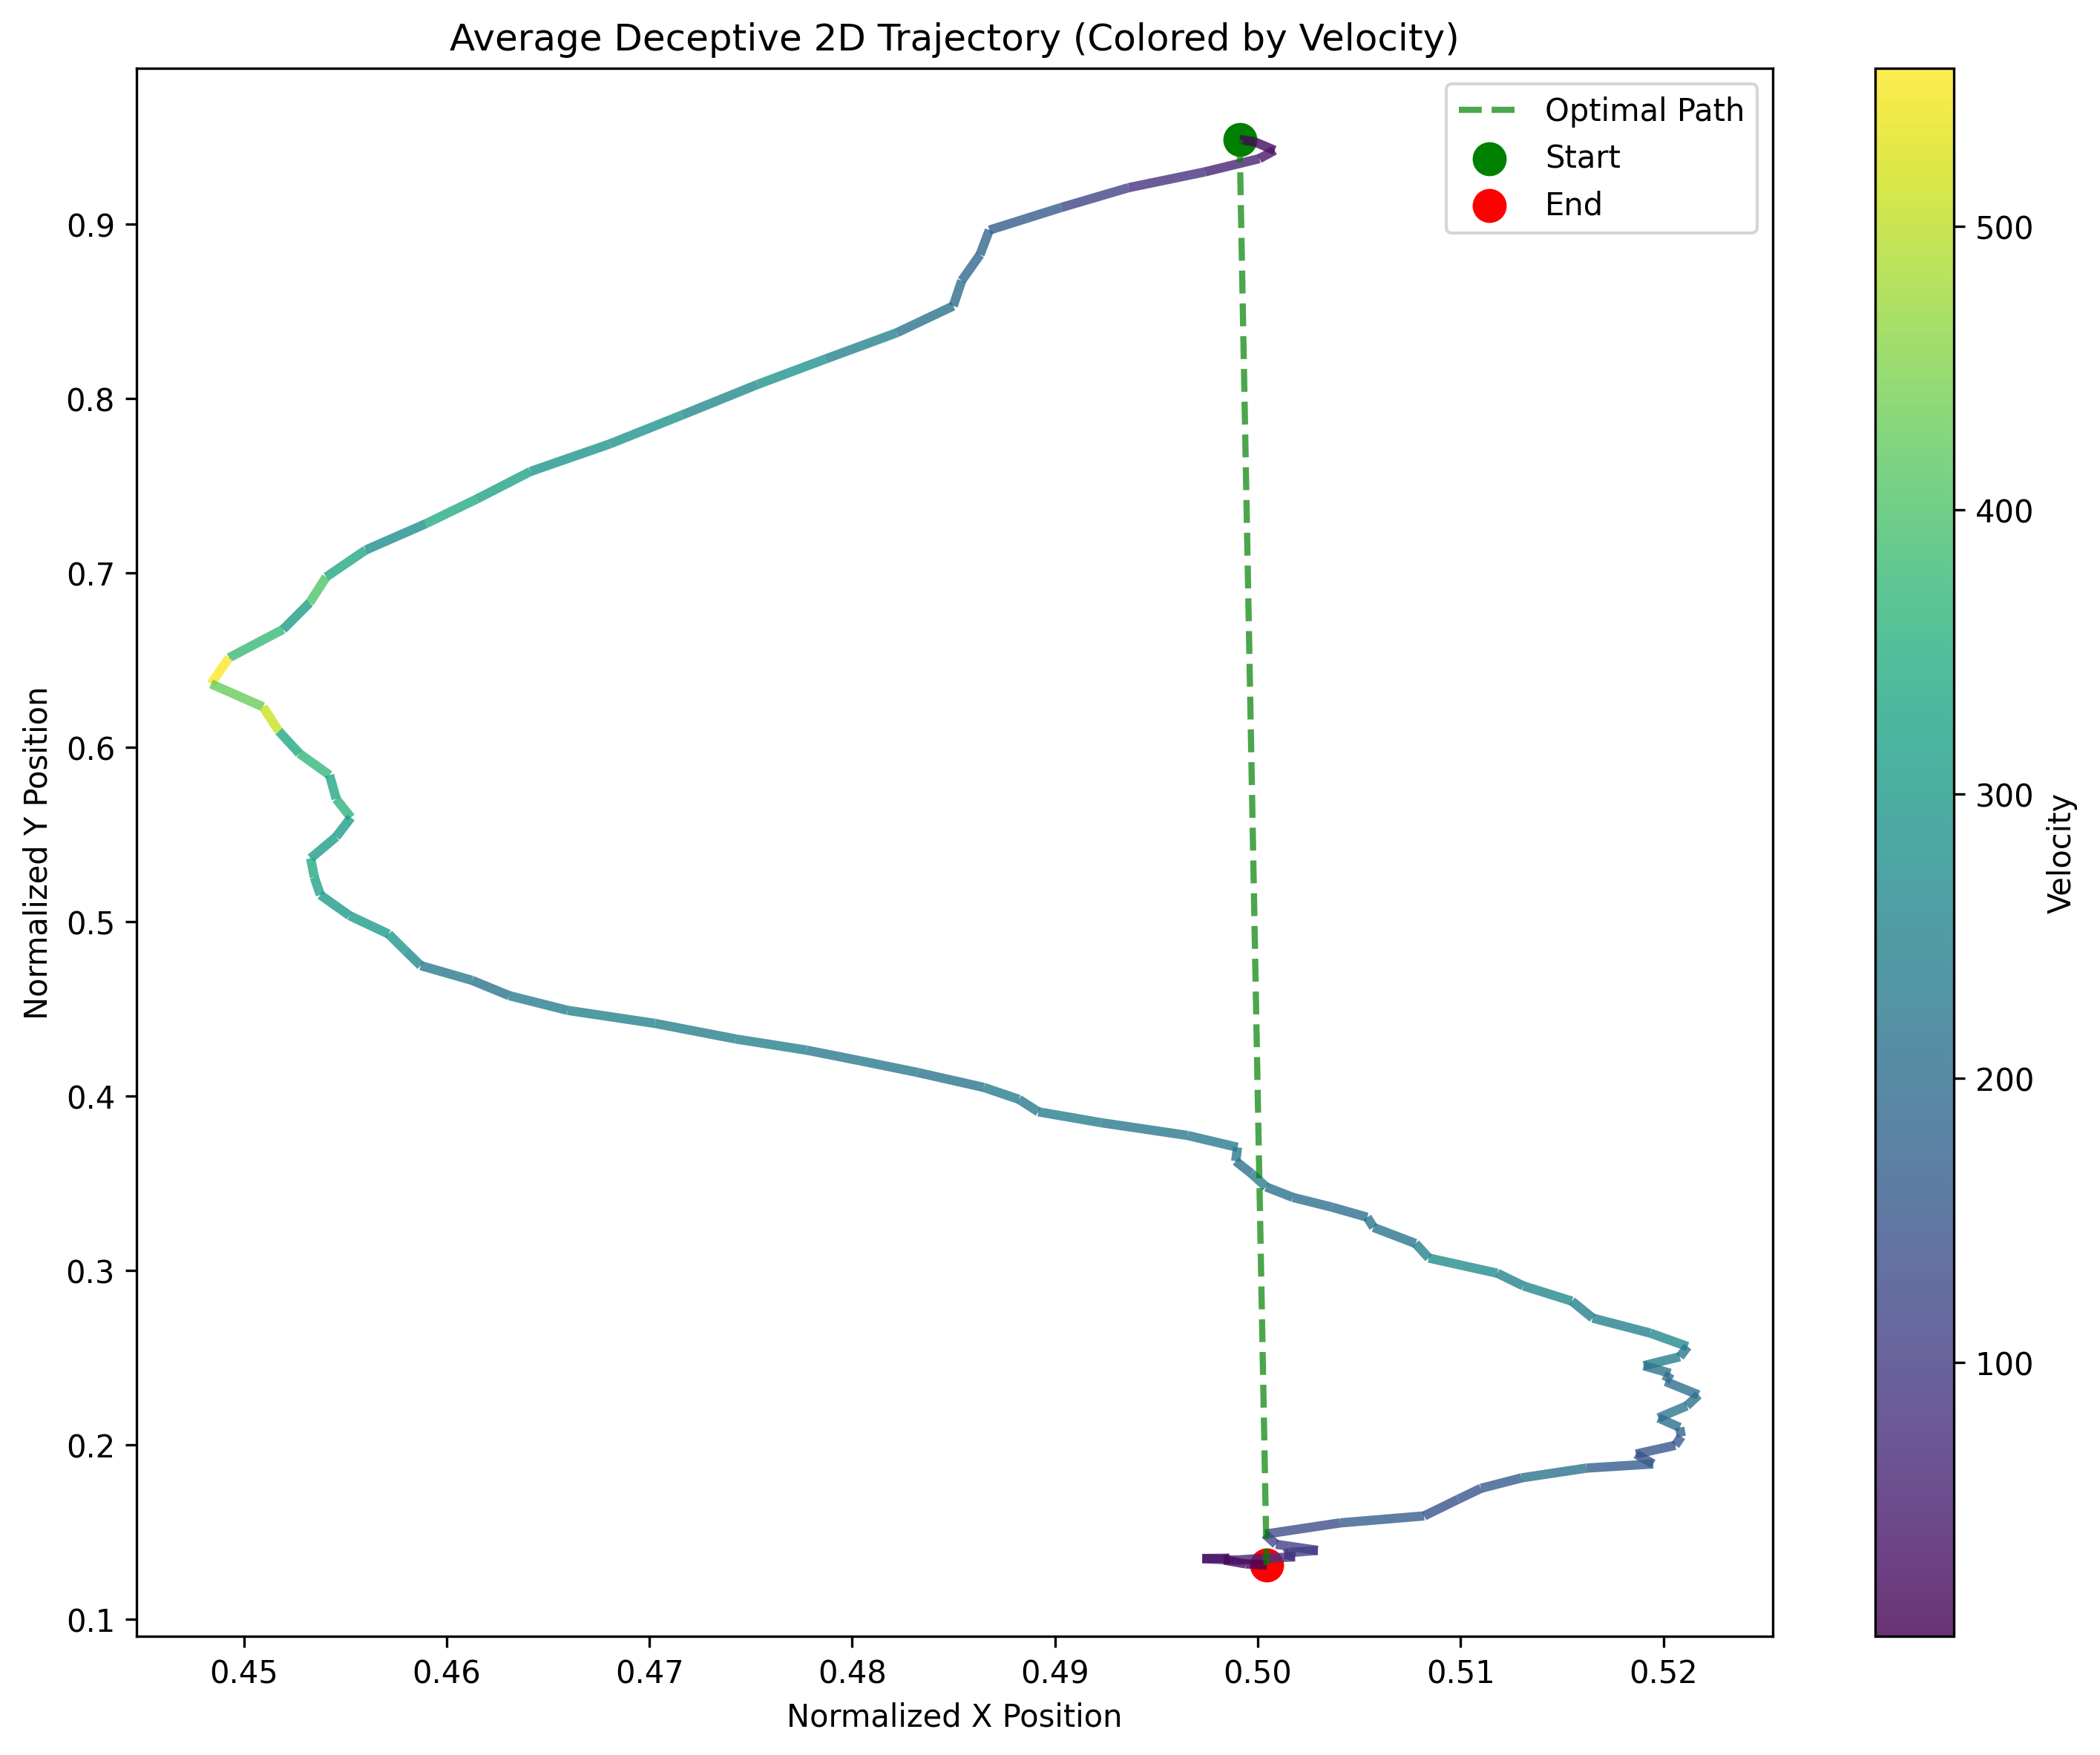 Average Deceptive 2D Trajectory (Colored by Velocity)
Optimal Path
Start
End
Normalized Y Position
0.9
0.8
0.7
0.6
0.5
0.4
0.3
0.2
0.1
0.45 0.46 0.47 0.48 0.49 0.50 0.51 0.52
Normalized X Position
500
400
300
200
100
Velocity